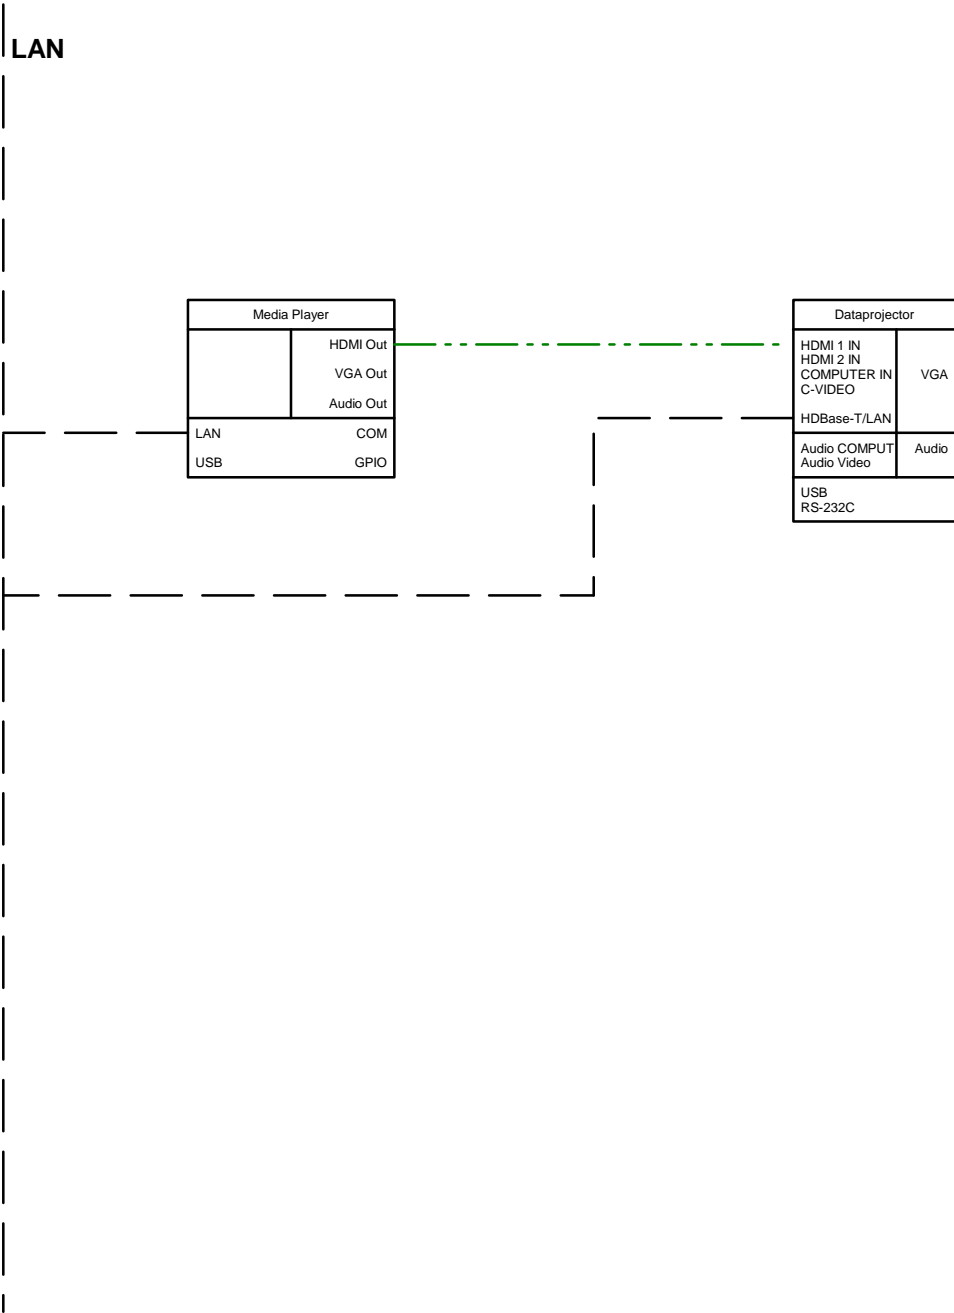 LAN
Media Player
HDMI Out
VGA Out
Audio Out
LAN
COM
USB
GPIO
Dataprojector
HDMI 1 IN
HDMI 2 IN
COMPUTER IN
VGA
C-VIDEO
HDBase-T/LAN
Audio COMPUT
Audio
Audio Video
USB
RS-232C